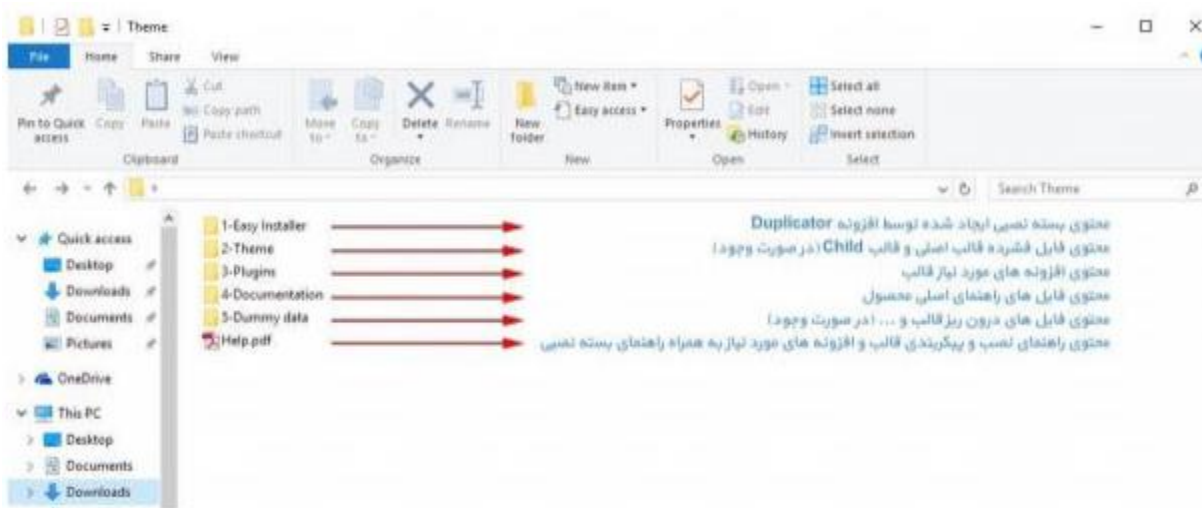 Theme
File Home Share View
Pin to Quick access
Copy
Paste
Cut
Copy path
Paste shortcut
Move to
Copy to
Delete
Rename
New folder
New item
Easy access
Properties
Open
Edit
History
Select all
Select none
Invert selection
Clipboard Organize New Open Select
Search Theme
Quick access
Desktop
Downloads
Documents
Pictures
OneDrive
This PC
Desktop
Documents
Downloads
1-Easy Installer محتوی بسته نصبی ایجاد شده توسط افزونه Duplicator
2-Theme محتوی فایل فشرده قالب اصلی و قالب Child (در صورت وجود)
3-Plugins محتوی افزونه های مورد نیاز قالب
4-Documentation محتوی فایل های راهنمای اصلی محصول
5-Dummy data محتوی فایل های درون ریز قالب و ... (در صورت وجود)
Help.pdf محتوی راهنمای نصب و پیکربندی قالب و افزونه های مورد نیاز به همراه راهنمای بسته نصبی